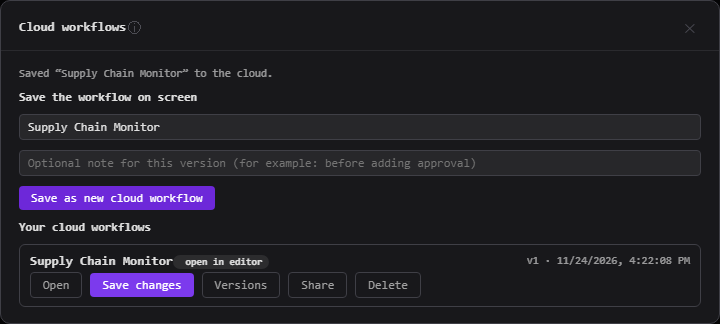 Cloud workflows
Saved “Supply Chain Monitor” to the cloud.
Save the workflow on screen
Supply Chain Monitor
Optional note for this version (for example: before adding approval)
Save as new cloud workflow
Your cloud workflows
Supply Chain Monitor open in editor v1 · 11/24/2026, 4:22:08 PM
Open Save changes Versions Share Delete